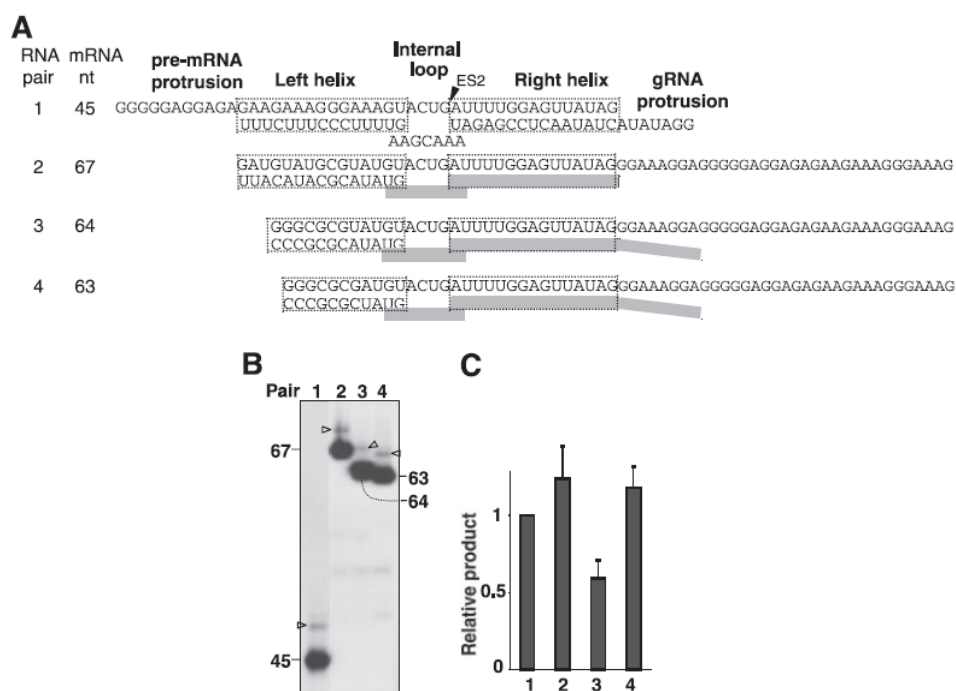 A
RNA pair
mRNA nt
pre-mRNA protrusion
Left helix
Internal loop
ES2
Right helix
gRNA protrusion
1 45 GGGGGAGGAGAGAAGAAAGGGAAAGUACUGAUUUUGGAGUUAUAG
UUUCUUUCCCUUUUG UAGAGCCUCAAUAUCAUAUAGG
AAGCAAA
2 67 GAUGUAUGCGUAUGUACUGAUUUUGGAGUUAUAGGGAAAGGAGGGGGAGGAGAGAAGAAAGGGAAAG
UUACAUACGCAUAUG
3 64 GGGCGCGUAUGUACUGAUUUUGGAGUUAUAGGGAAAGGAGGGGGAGGAGAGAAGAAAGGGAAAG
CCCGCGCAUAUG
4 63 GGGCGCGAUGUACUGAUUUUGGAGUUAUAGGGAAAGGAGGGGGAGGAGAGAAGAAAGGGAAAG
CCCGCGCUAUG
B
Pair 1 2 3 4
67
63
64
45
C
Relative product
1
0.5
0
1 2 3 4